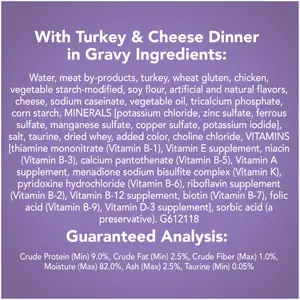 With Turkey & Cheese Dinner
in Gravy Ingredients:
Water, meat by-products, turkey, wheat gluten, chicken,
vegetable starch-modified, soy flour, artificial and natural flavors,
cheese, sodium caseinate, vegetable oil, tricalcium phosphate,
corn starch, MINERALS [potassium chloride, zinc sulfate, ferrous
sulfate, manganese sulfate, copper sulfate, potassium iodide],
salt, taurine, dried whey, added color, choline chloride, VITAMINS
[thiamine mononitrate (Vitamin B-1), Vitamin E supplement, niacin
(Vitamin B-3), calcium pantothenate (Vitamin B-5), Vitamin A
supplement, menadione sodium bisulfite complex (Vitamin K),
pyridoxine hydrochloride (Vitamin B-6), riboflavin supplement
(Vitamin B-2), Vitamin B-12 supplement, biotin (Vitamin B-7), folic
acid (Vitamin B-9), Vitamin D-3 supplement], sorbic acid (a
preservative). G612118
Guaranteed Analysis:
Crude Protein (Min) 9.0%, Crude Fat (Min) 2.5%, Crude Fiber (Max) 1.0%,
Moisture (Max) 82.0%, Ash (Max) 2.5%, Taurine (Min) 0.05%